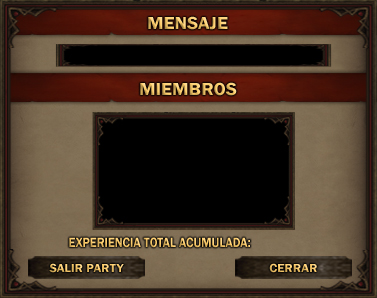 MENSAJE
MIEMBROS
EXPERIENCIA TOTAL ACUMULADA:
SALIR PARTY
CERRAR